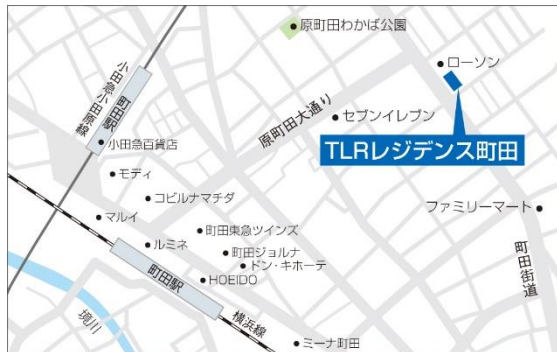 原町田わかば公園
ローソン
小田急小田原線
町田駅
小田急百貨店
原町田大通り
セブンイレブン
TLRレジデンス町田
モディ
コビルナマチダ
マルイ
ファミリーマート
町田東急ツインズ
ルミネ
町田ジョルナ
ドン・キホーテ
HOEIDO
町田駅
町田街道
境川
横浜線
ミーナ町田